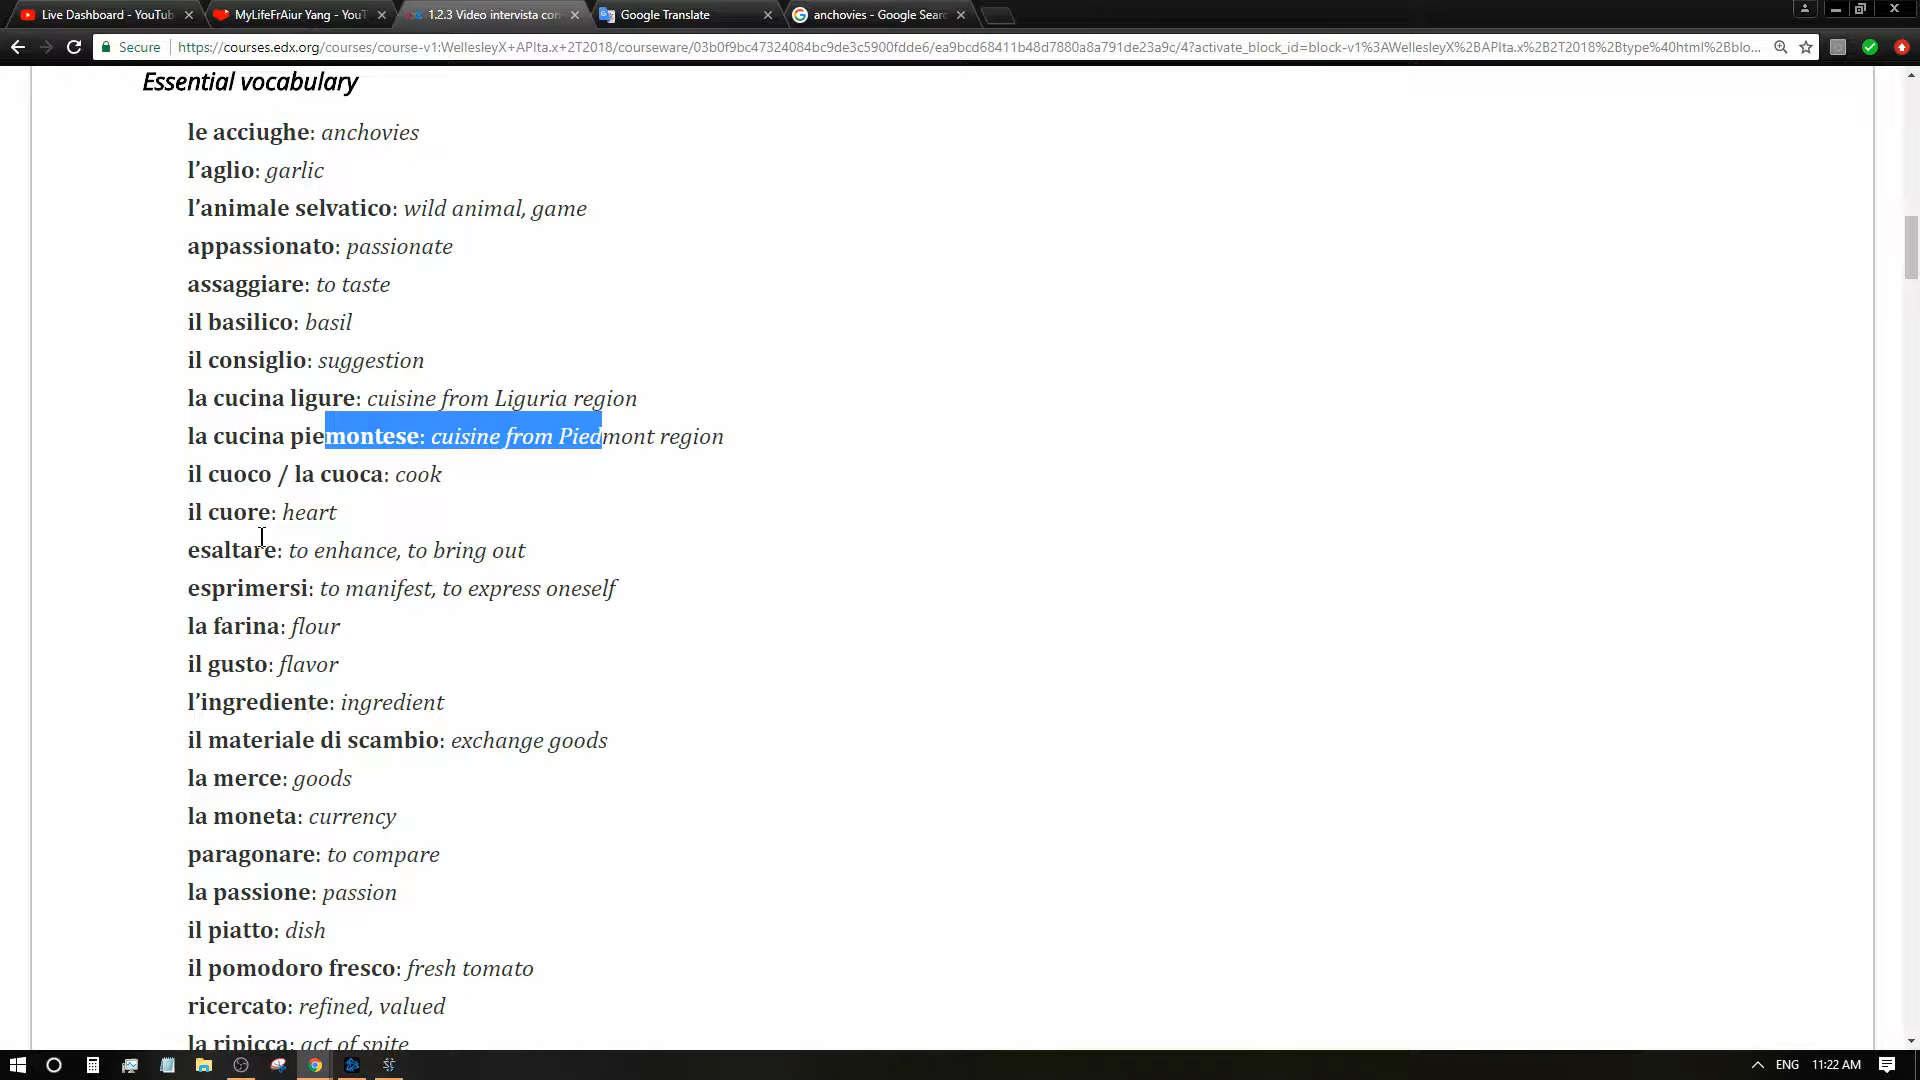 Live Dashboard - YouTub
MyLifeFrAiur Yang - YouT
1.2.3 Video intervista con
Google Translate
anchovies - Google Sear
Secure
https://courses.edx.org/courses/course-v1:WellesleyX+APIta.x+2T2018/courseware/03b0f9bc47324084bc9de3c5900fdde6/ea9bcd68411b48d7880a8a791de23a9c/4?activate_block_id=block-v1%3AWellesleyX%2BAPIta.x%2B2T2018%2Btype%40html%2Bblo...
Essential vocabulary
le acciughe: anchovies
l’aglio: garlic
l’animale selvatico: wild animal, game
appassionato: passionate
assaggiare: to taste
il basilico: basil
il consiglio: suggestion
la cucina ligure: cuisine from Liguria region
la cucina piemontese: cuisine from Piedmont region
il cuoco / la cuoca: cook
il cuore: heart
esaltare: to enhance, to bring out
esprimersi: to manifest, to express oneself
la farina: flour
il gusto: flavor
l’ingrediente: ingredient
il materiale di scambio: exchange goods
la merce: goods
la moneta: currency
paragonare: to compare
la passione: passion
il piatto: dish
il pomodoro fresco: fresh tomato
ricercato: refined, valued
la ripicca: act of spite
ENG
11:22 AM